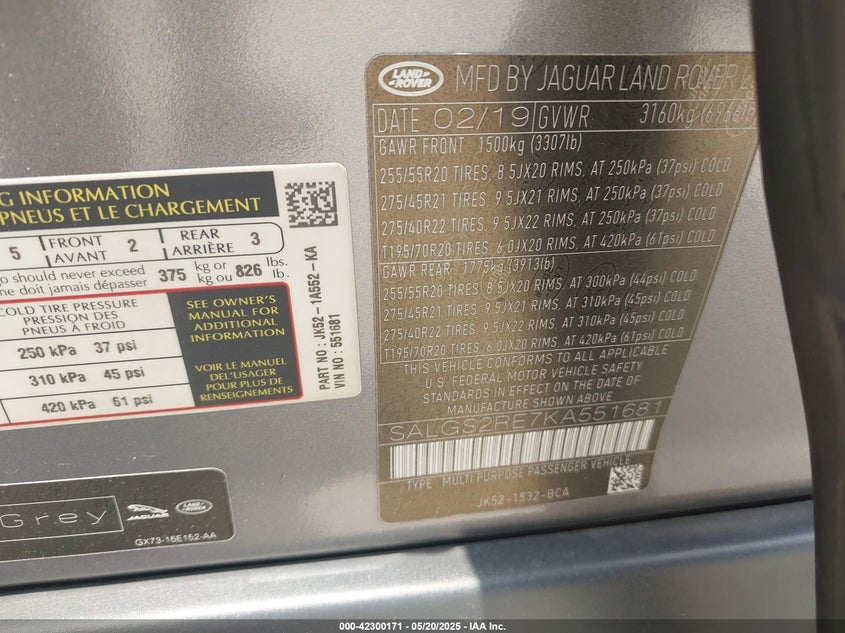 LAND ROVER
MFD BY JAGUAR LAND ROVER
DATE 02/19 GVWR 3160kg
GAWR FRONT 1500kg (3307lb)
255/55R20 TIRES, 8.5JX20 RIMS, AT 250kPa (37psi) COLD
275/45R21 TIRES, 9.5JX21 RIMS, AT 250kPa (37psi) COLD
275/40R22 TIRES, 9.5JX22 RIMS, AT 250kPa (37psi) COLD
T195/70R20 TIRES, 6.0JX20 RIMS, AT 420kPa (61psi) COLD
GAWR REAR: 1775kg (3913lb)
255/55R20 TIRES, 8.5JX20 RIMS, AT 300kPa (44psi) COLD
275/45R21 TIRES, 9.5JX21 RIMS, AT 310kPa (45psi) COLD
275/40R22 TIRES, 9.5JX22 RIMS, AT 310kPa (45psi) COLD
T195/70R20 TIRES, 6.0JX20 RIMS, AT 420kPa (61psi) COLD
THIS VEHICLE CONFORMS TO ALL APPLICABLE
U.S. FEDERAL MOTOR VEHICLE SAFETY
STANDARDS IN EFFECT ON THE DATE OF
MANUFACTURE SHOWN ABOVE
SALGS2RE7KA551681
TYPE MULTI PURPOSE PASSENGER VEHICLE
JK52-1532-BCA
INFORMATION
PNEUS ET LE CHARGEMENT
5 FRONT AVANT 2 REAR ARRIÈRE 3
go should never exceed 375 kg or 826 lbs.
ne doit jamais dépasser kg ou lb.
COLD TIRE PRESSURE
PRESSION DES
PNEUS À FROID
250 kPa 37 psi
310 kPa 45 psi
420 kPa 61 psi
SEE OWNER'S
MANUAL FOR
ADDITIONAL
INFORMATION
VOIR LE MANUEL
DE L'USAGER
POUR PLUS DE
RENSEIGNEMENTS
PART NO : JK52-1A552-KA
VIN NO : 551681
Grey
JAGUAR
LAND ROVER
GX73-16E152-AA
000-42300171 - 05/20/2025 - IAA Inc.